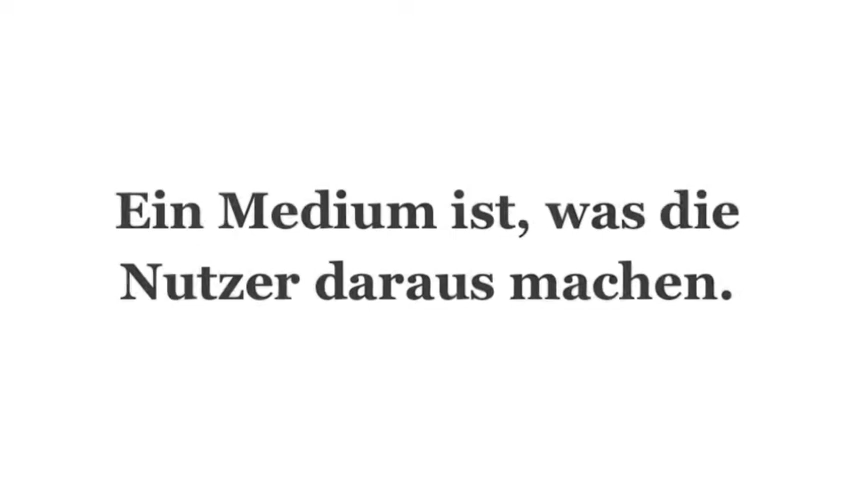 Ein Medium ist, was die
Nutzer daraus machen.